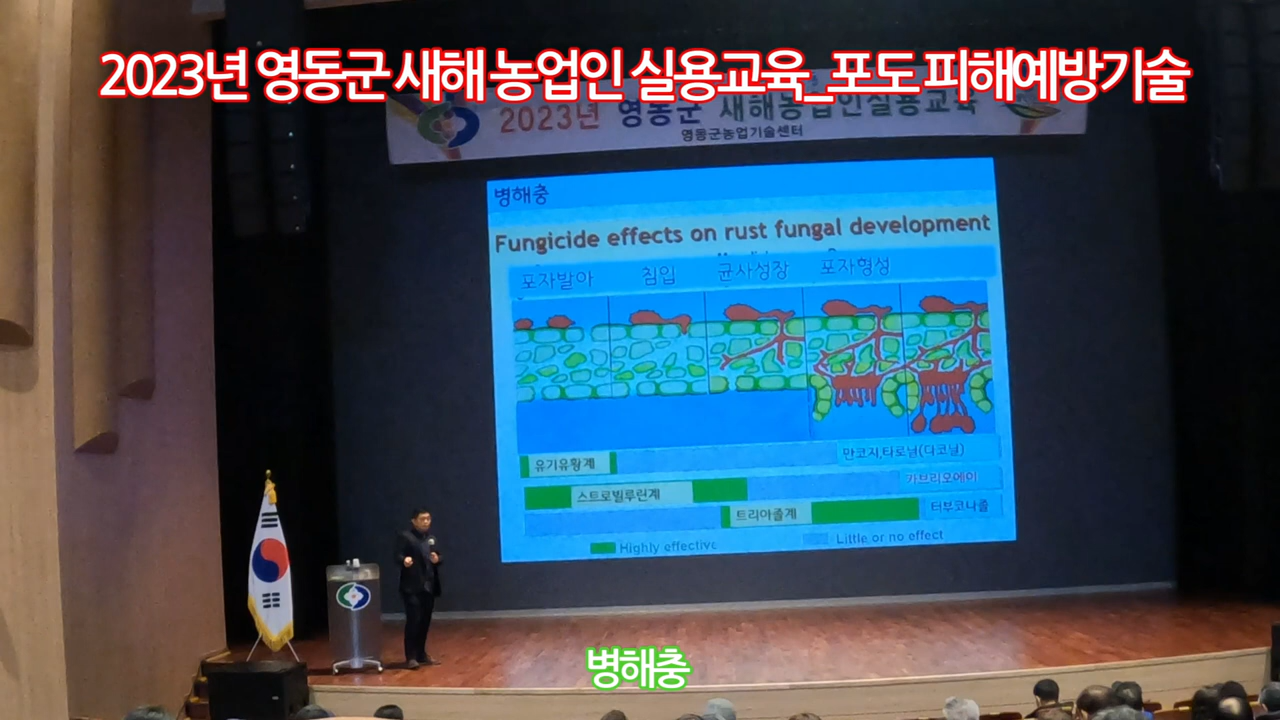 2023년 영동군 새해 농업인 실용교육_포도 피해예방기술
2023년 영동군 새해농업인실용교육
영동군농업기술센터
병해충
Fungicide effects on rust fungal development
포자발아 침입 균사성장 포자형성
유기유황계 만코지,타로닐(다코닐)
스트로빌루린계 카브리오에이
트리아졸계 터부코나졸
Highly effective Little or no effect
병해충